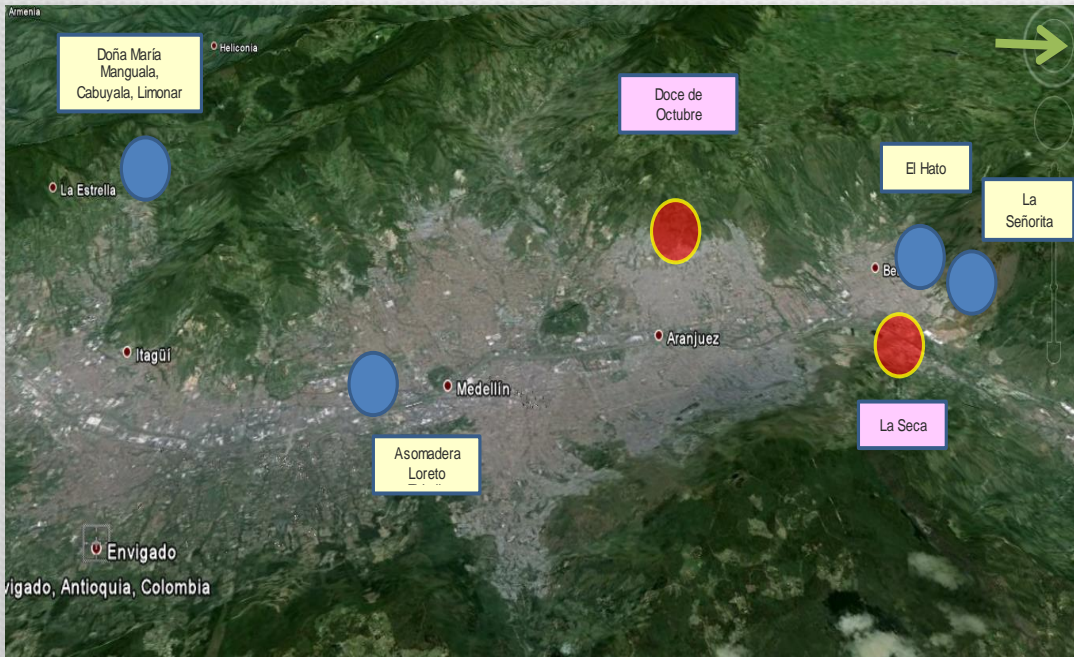 Armenia
Heliconia
Doña María
Manguala,
Cabuyala, Limonar
Doce de
Octubre
El Hato
La
Señorita
La Estrella
Be
Aranjuez
Itagüí
Medellín
La Seca
Asomadera
Loreto
Envigado
vigado, Antioquia, Colombia